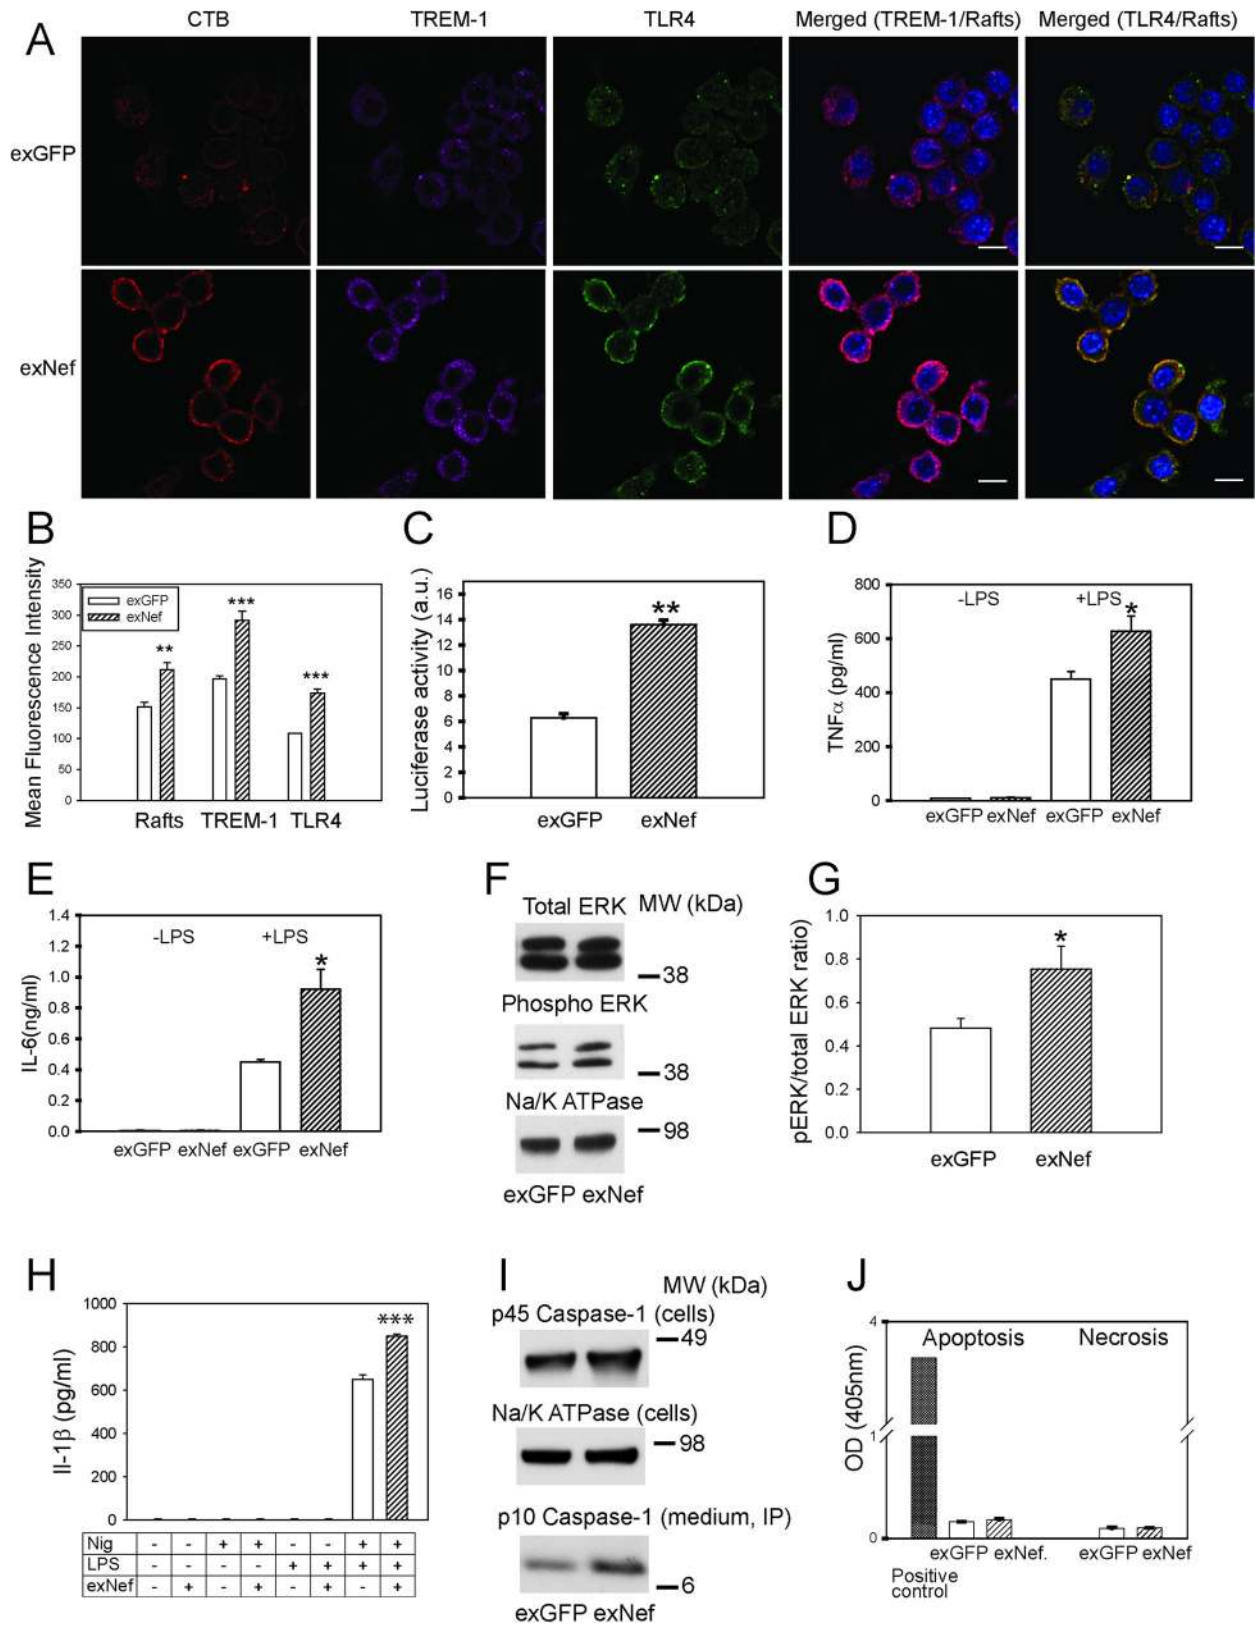 A
CTB TREM-1 TLR4 Merged (TREM-1/Rafts) Merged (TLR4/Rafts)
exGFP
exNef
B
Mean Fluorescence Intensity
350
300
250
200
150
100
50
0
exGFP
exNef
** *** ***
Rafts TREM-1 TLR4
C
Luciferase activity (a.u.)
16
14
12
10
8
6
4
2
0
**
exGFP exNef
D
TNFα (pg/ml)
800
600
400
200
0
-LPS +LPS
*
exGFP exNef exGFP exNef
E
IL-6(ng/ml)
1.4
1.2
1.0
0.8
0.6
0.4
0.2
0.0
-LPS +LPS
*
exGFP exNef exGFP exNef
F
Total ERK MW (kDa)
38
Phospho ERK
38
Na/K ATPase
98
exGFP exNef
G
pERK/total ERK ratio)
1.0
0.8
0.6
0.4
0.2
0.0
*
exGFP exNef
H
Il-1β (pg/ml)
1000
800
600
400
200
0
***
Nig - - + + - - + +
LPS - - - - + + + +
exNef - + - + - + - +
I
MW (kDa)
p45 Caspase-1 (cells)
49
Na/K ATPase (cells)
98
p10 Caspase-1 (medium, IP)
6
exGFP exNef
J
OD (405nm)
4
1
0
Apoptosis Necrosis
exGFP exNef. exGFP exNef
Positive
control